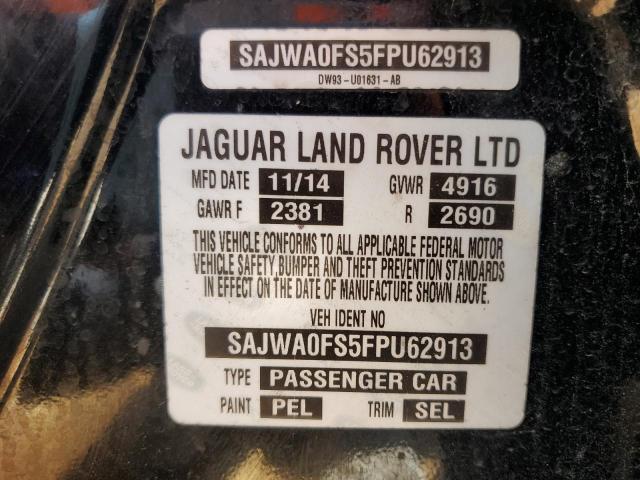 SAJWA0FS5FPU62913
DW93-U01631-AB
JAGUAR LAND ROVER LTD
MFD DATE 11/14 GVWR 4916
GAWR F 2381 R 2690
THIS VEHICLE CONFORMS TO ALL APPLICABLE FEDERAL MOTOR
VEHICLE SAFETY,BUMPER AND THEFT PREVENTION STANDARDS
IN EFFECT ON THE DATE OF MANUFACTURE SHOWN ABOVE.
VEH IDENT NO
SAJWA0FS5FPU62913
TYPE PASSENGER CAR
PAINT PEL TRIM SEL